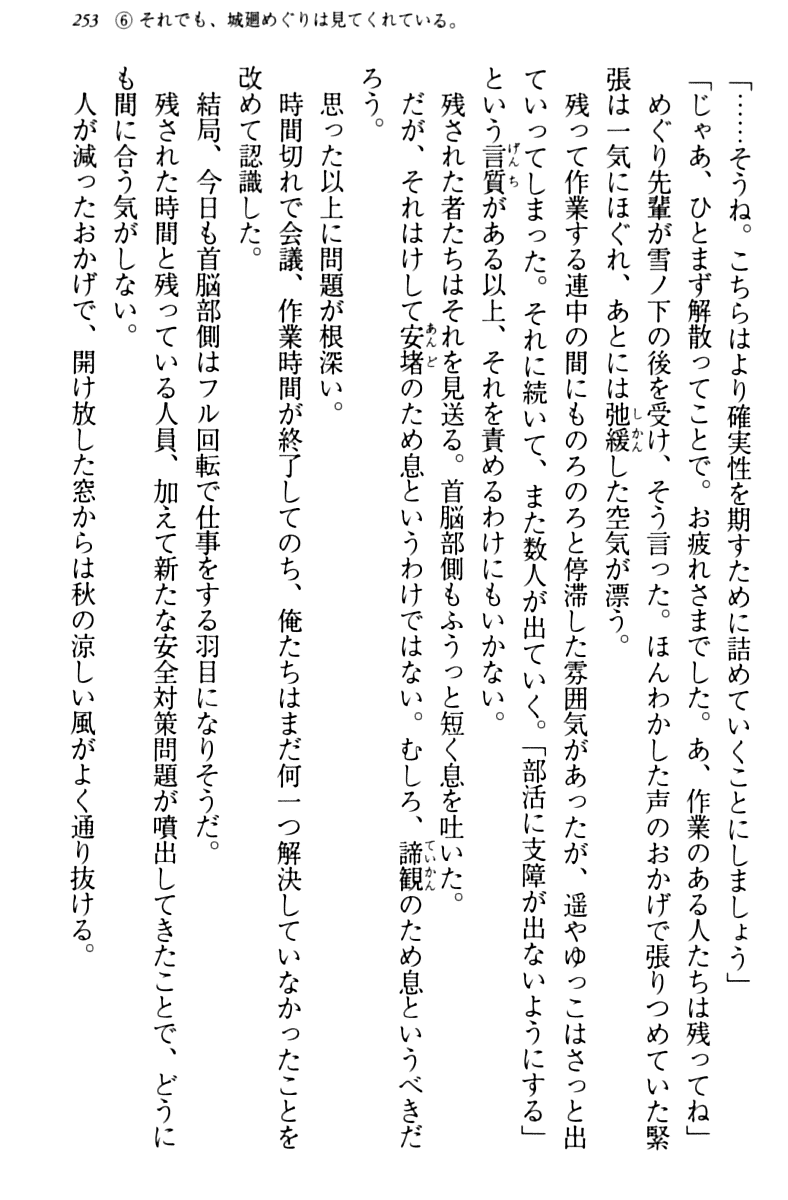 253 ⑥ それでも、城廻めぐりは見てくれている。
「……そうね。こちらはより確実性を期すために詰めていくことにしましょう」
「じゃあ、ひとまず解散ってことで。お疲れさまでした。あ、作業のある人たちは残ってね」
めぐり先輩が雪ノ下の後を受け、そう言った。ほんわかした声のおかげで張りつめていた緊
張は一気にほぐれ、あとには弛緩した空気が漂う。
残って作業する連中の間にものろのろと停滞した雰囲気があったが、遥やゆっこはさっと出
ていってしまった。それに続いて、また数人が出ていく。「部活に支障が出ないようにする」
という言質がある以上、それを責めるわけにもいかない。
残された者たちはそれを見送る。首脳部側もふうっと短く息を吐いた。
だが、それはけして安堵のため息というわけではない。むしろ、諦観のため息というべきだ
ろう。
思った以上に問題が根深い。
時間切れで会議、作業時間が終了してのち、俺たちはまだ何一つ解決していなかったことを
改めて認識した。
結局、今日も首脳部側はフル回転で仕事をする羽目になりそうだ。
残された時間と残っている人員、加えて新たな安全対策問題が噴出してきたことで、どうに
も間に合う気がしない。
人が減ったおかげで、開け放した窓からは秋の涼しい風がよく通り抜ける。